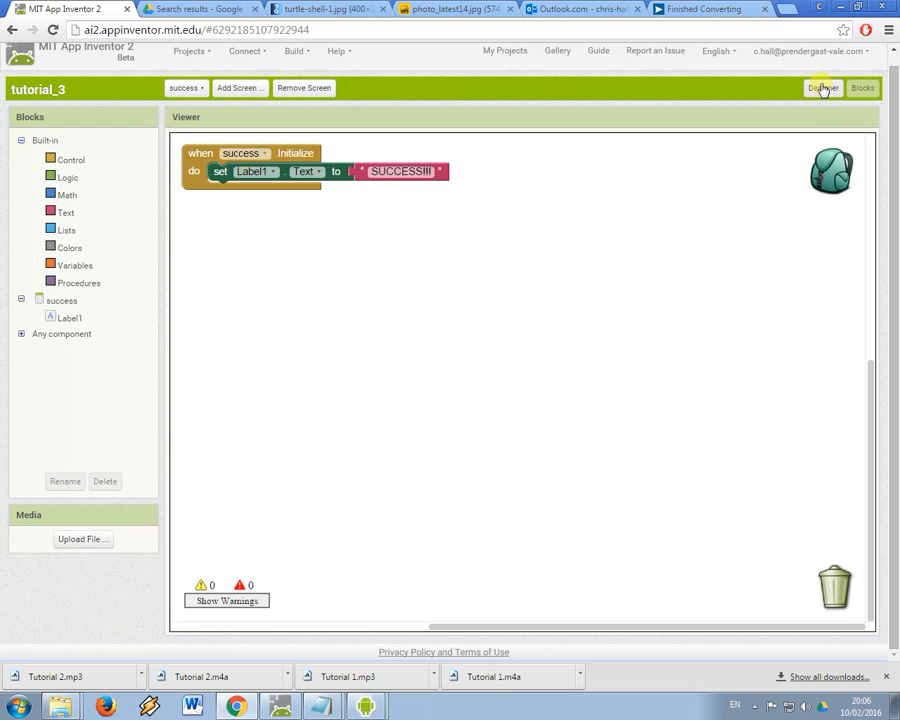 MIT App Inventor 2
Search results - Google
turtle-shell-1.jpg (400×2
photo_latest14.jpg (574
Outlook.com - chris-hal
Finished Converting
ai2.appinventor.mit.edu/#6292185107922944
MIT App Inventor 2
Beta
Projects
Connect
Build
Help
My Projects
Gallery
Guide
Report an Issue
English
c.hall@prendergast-vale.com
tutorial_3
success
Add Screen ...
Remove Screen
Designer
Blocks
Blocks
Viewer
Built-in
Control
Logic
Math
Text
Lists
Colors
Variables
Procedures
success
Label1
Any component
when success .Initialize
do set Label1 . Text to " SUCCESS!!! "
Rename
Delete
Media
Upload File ...
0
0
Show Warnings
Privacy Policy and Terms of Use
Tutorial 2.mp3
Tutorial 2.m4a
Tutorial 1.mp3
Tutorial 1.m4a
Show all downloads...
EN
20:06
10/02/2016